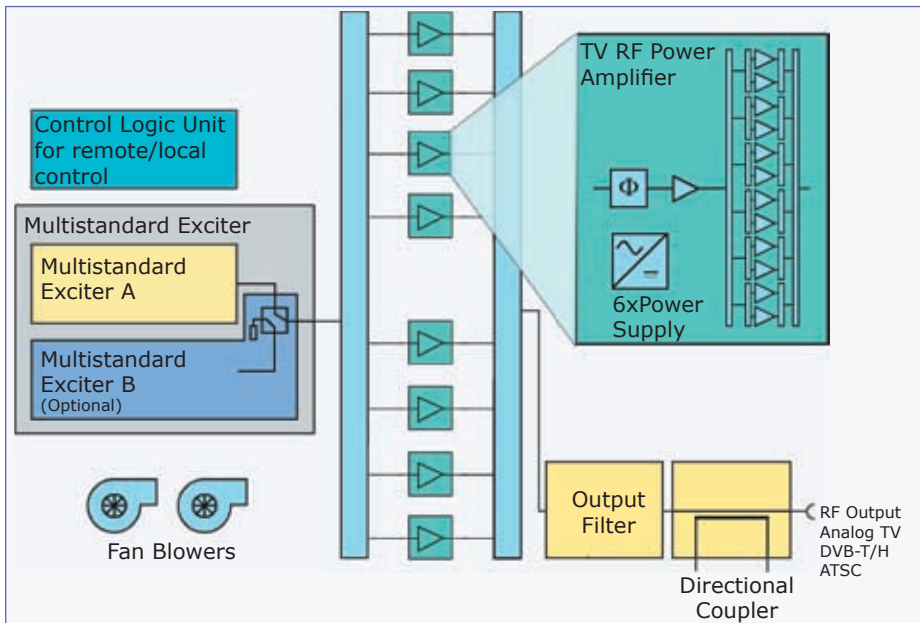 TV RF Power
Amplifier
Φ
6xPower
Supply
Control Logic Unit
for remote/local
control
Multistandard Exciter
Multistandard
Exciter A
Multistandard
Exciter B
(Optional)
Fan Blowers
Output
Filter
Directional
Coupler
RF Output
Analog TV
DVB-T/H
ATSC